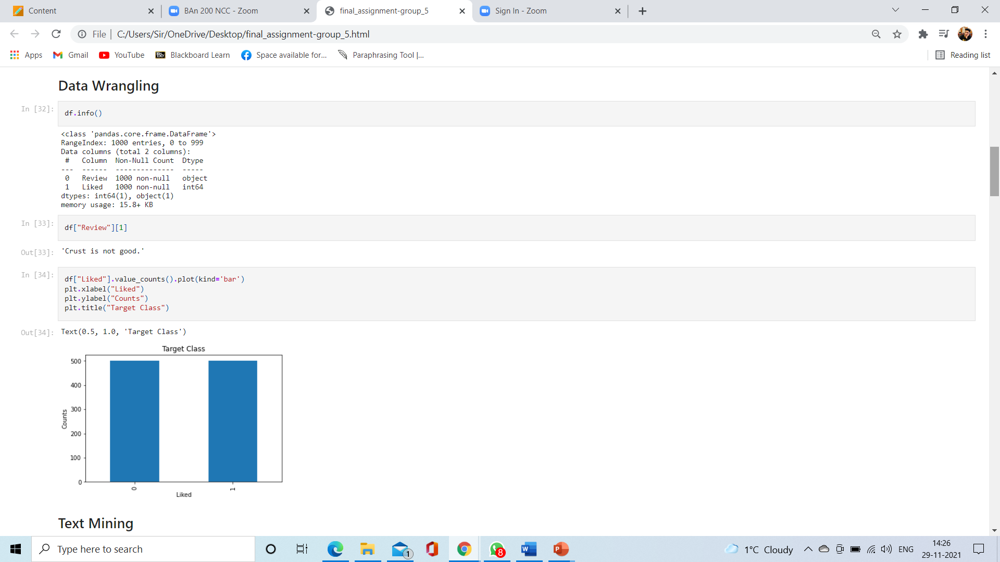 Content
BAn 200 NCC - Zoom
final_assignment-group_5
Sign In - Zoom
File | C:/Users/Sir/OneDrive/Desktop/final_assignment-group_5.html
Apps
Gmail
YouTube
Bb Blackboard Learn
Space available for...
Paraphrasing Tool |...
Reading list
Data Wrangling
In [32]:
df.info()
<class 'pandas.core.frame.DataFrame'>
RangeIndex: 1000 entries, 0 to 999
Data columns (total 2 columns):
 #   Column  Non-Null Count  Dtype
---  ------  --------------  -----
 0   Review  1000 non-null   object
 1   Liked   1000 non-null   int64
dtypes: int64(1), object(1)
memory usage: 15.8+ KB
In [33]:
df["Review"][1]
Out[33]:
'Crust is not good.'
In [34]:
df["Liked"].value_counts().plot(kind='bar')
plt.xlabel("Liked")
plt.ylabel("Counts")
plt.title("Target Class")
Out[34]:
Text(0.5, 1.0, 'Target Class')
Target Class
500
400
300
200
100
0
Counts
0
1
Liked
Text Mining
Type here to search
1
8
W
P
1°C Cloudy
ENG
14:26
29-11-2021